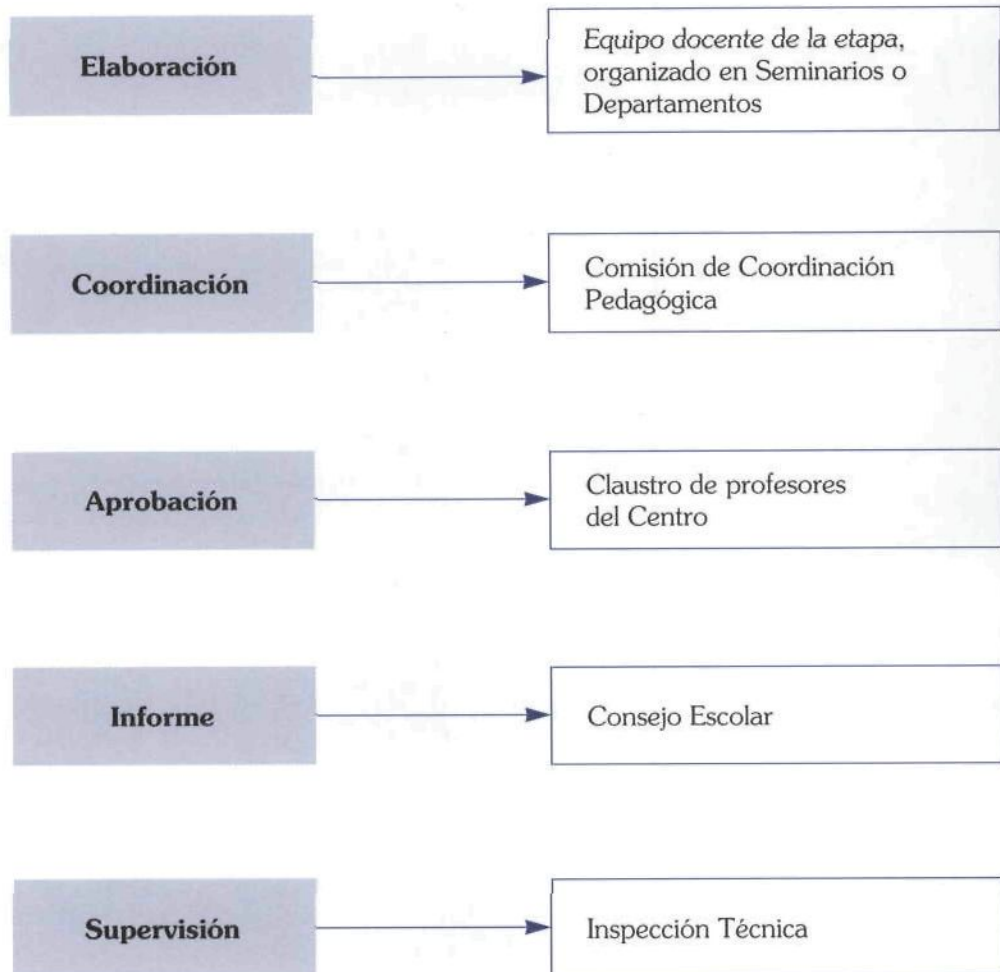 Elaboración
Equipo docente de la etapa,
organizado en Seminarios o
Departamentos
Coordinación
Comisión de Coordinación
Pedagógica
Aprobación
Claustro de profesores
del Centro
Informe
Consejo Escolar
Supervisión
Inspección Técnica